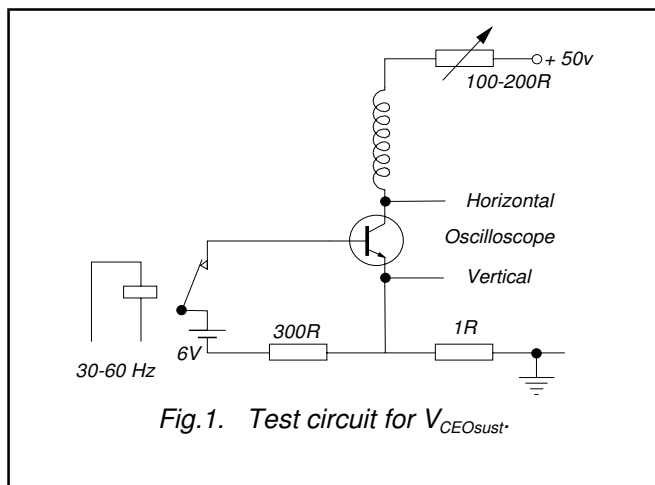 + 50v
100-200R
Horizontal
Oscilloscope
Vertical
300R
1R
6V
30-60 Hz
Fig.1. Test circuit for VCEOsust.